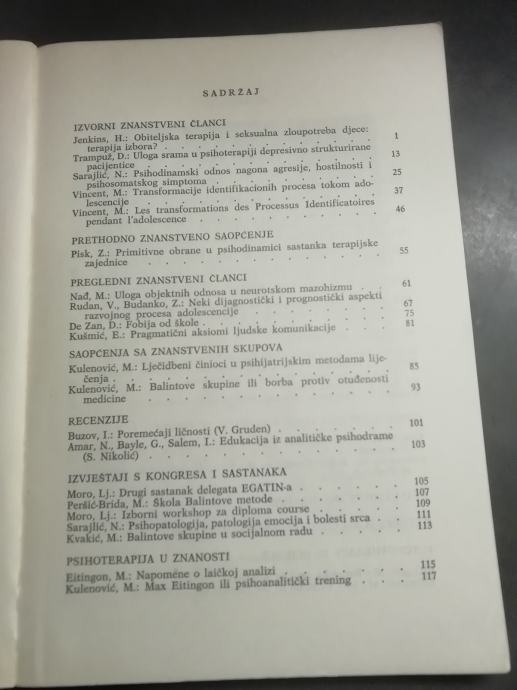 SADRŽAJ
IZVORNI ZNANSTVENI ČLANCI
Jenkins, H.: Obiteljska terapija i seksualna zloupotreba djece:
terapija izbora? . . . . . . . . . . . 1
Trampuž, D.: Uloga srama u psihoterapiji depresivno strukturirane
pacijentice . . . . . . . . . . . 13
Sarajlić, N.: Psihodinamski odnos nagona agresije, hostilnosti i
psihosomatskog simptoma . . . . . . . . 25
Vincent, M.: Transformacije identifikacionih procesa tokom ado-
lescencije . . . . . . . . . . . 37
Vincent, M.: Les transformations des Processus Identificatoires
pendant l'adolescence . . . . . . . . . 46
PRETHODNO ZNANSTVENO SAOPĆENJE
Pisk, Z.: Primitivne obrane u psihodinamici sastanka terapijske
zajednice . . . . . . . . . . . 55
PREGLEDNI ZNANSTVENI ČLANCI
Nađ, M.: Uloga objektnih odnosa u neurotskom mazohizmu . . 61
Rudan, V., Budanko, Z.: Neki dijagnostički i prognostički aspekti
razvojnog procesa adolescencije . . . . . . 67
De Zan, D.: Fobija od škole . . . . . . . . 75
Kušmić, E.: Pragmatični aksiomi ljudske komunikacije . . . 81
SAOPĆENJA SA ZNANSTVENIH SKUPOVA
Kulenović, M.: Lječidbeni činioci u psihijatrijskim metodama lije-
čenja . . . . . . . . . . . . 85
Kulenović, M.: Balintove skupine ili borba protiv otuđenosti
medicine . . . . . . . . . . . 93
RECENZIJE
Buzov, I.: Poremećaji ličnosti (V. Gruden) . . . . . 101
Amar, N., Bayle, G., Salem, I.: Edukacija iz analitičke psihodrame
(S. Nikolić) . . . . . . . . . . . 103
IZVJEŠTAJI S KONGRESA I SASTANAKA
Moro, Lj.: Drugi sastanak delegata EGATIN-a . . . . 105
Peršić-Brida, M.: Škola Balintove metode . . . . . 107
Moro, Lj.: Izborni workshop za diploma course . . . . 109
Sarajlić, N.: Psihopatologija, patologija emocija i bolesti srca . 111
Kvakić, M.: Balintove skupine u socijalnom radu . . . . 113
PSIHOTERAPIJA U ZNANOSTI
Eitingon, M.: Napomene o laičkoj analizi . . . . . 115
Kulenović, M.: Max Eitingon ili psihoanalitički trening . . . 117